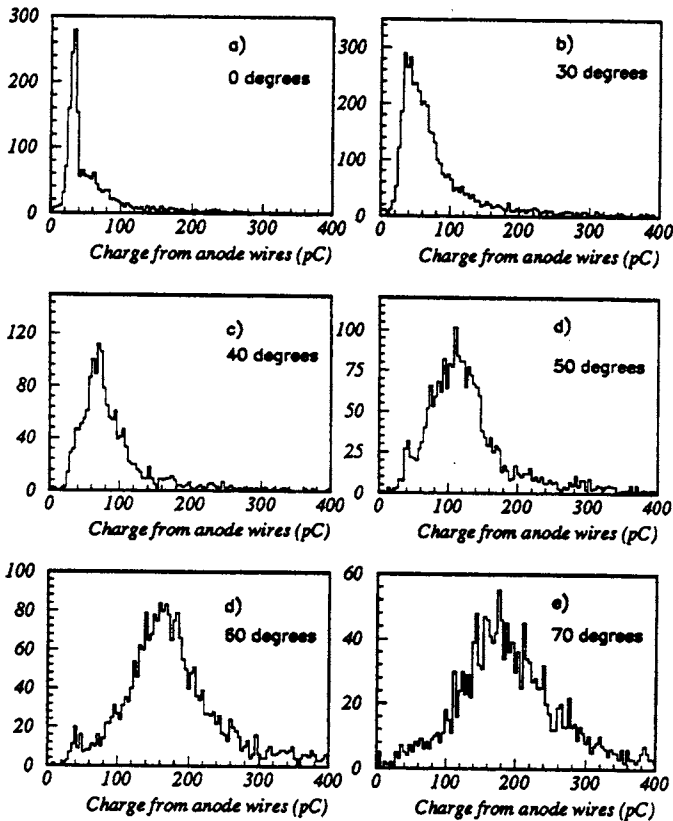 300
200
100
0
a)
0 degrees
0 100 200 300 400
Charge from anode wires (pC)
350
300
200
100
0
b)
30 degrees
0 100 200 300 400
Charge from anode wires (pC)
120
80
40
0
c)
40 degrees
0 100 200 300 400
Charge from anode wires (pC)
100
75
50
25
0
d)
50 degrees
0 100 200 300 400
Charge from anode wires (pC)
100
80
60
40
20
0
d)
60 degrees
0 100 200 300 400
Charge from anode wires (pC)
60
40
20
0
e)
70 degrees
0 100 200 300 400
Charge from anode wires (pC)